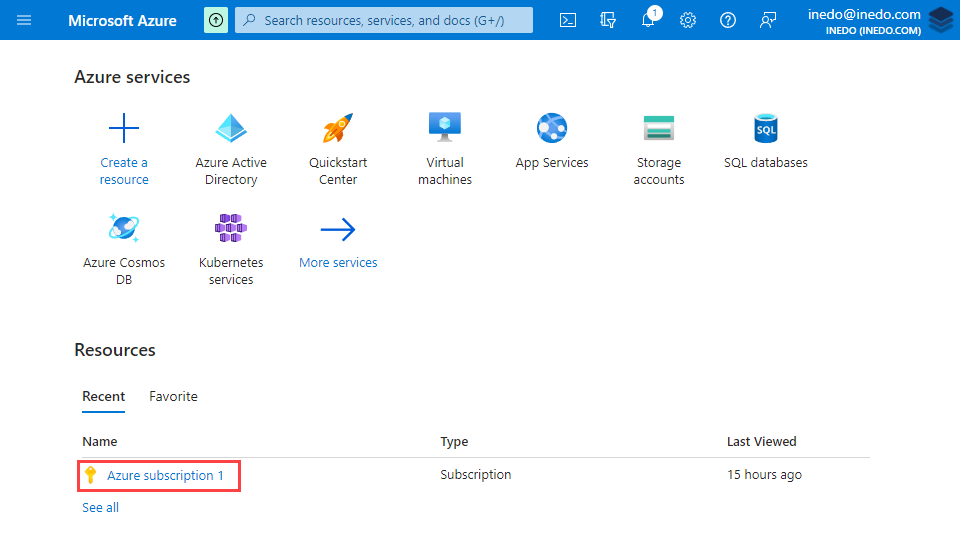 Microsoft Azure
Search resources, services, and docs (G+/)
1
inedo@inedo.com
INEDO (INEDO.COM)
Azure services
Create a
resource
Azure Active
Directory
Quickstart
Center
Virtual
machines
App Services
Storage
accounts
SQL
SQL databases
Azure Cosmos
DB
Kubernetes
services
More services
Resources
Recent
Favorite
Name
Type
Last Viewed
Azure subscription 1
Subscription
15 hours ago
See all